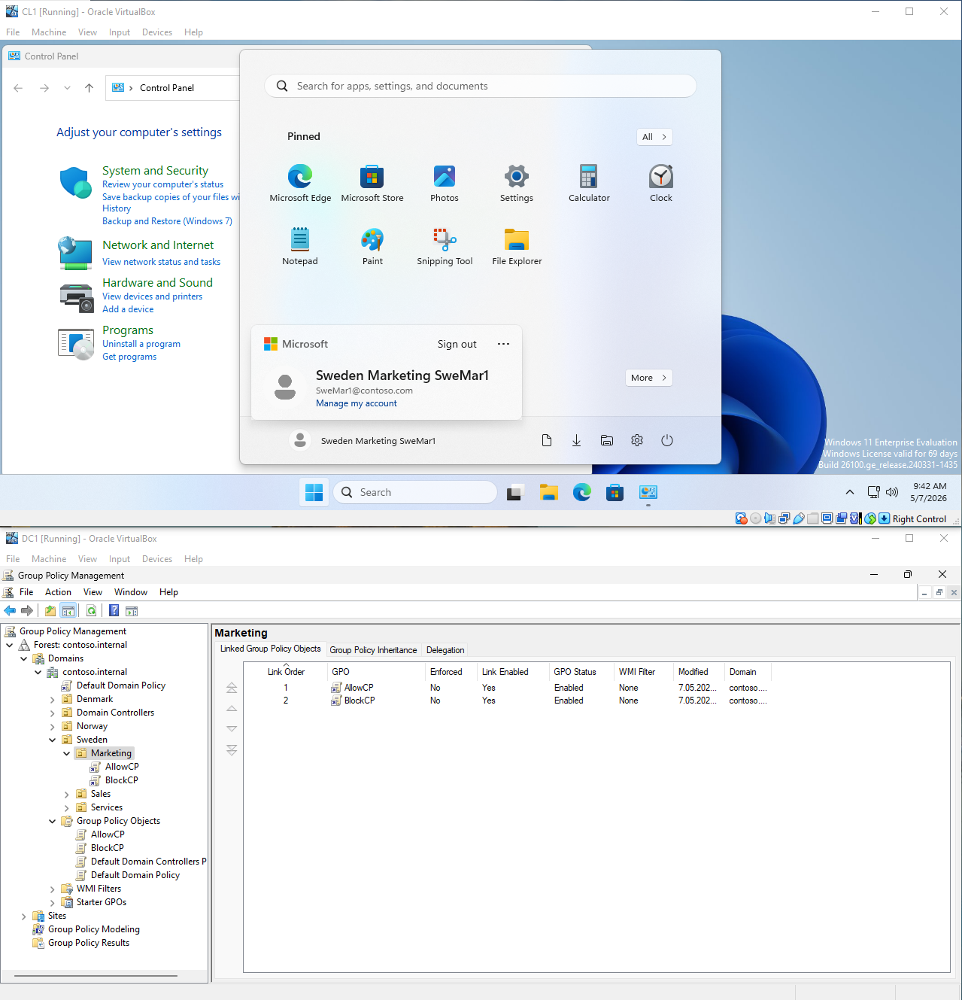 CL1 [Running] - Oracle VirtualBox
File Machine View Input Devices Help
Control Panel
Control Panel
Adjust your computer's settings
System and Security
Review your computer's status
Save backup copies of your files wi
History
Backup and Restore (Windows 7)
Network and Internet
View network status and tasks
Hardware and Sound
View devices and printers
Add a device
Programs
Uninstall a program
Get programs
Search for apps, settings, and documents
Pinned
All
Microsoft Edge Microsoft Store Photos Settings Calculator Clock
Notepad Paint Snipping Tool File Explorer
Microsoft Sign out ...
Sweden Marketing SweMar1
SweMar1@contoso.com
Manage my account
More
Sweden Marketing SweMar1
Windows 11 Enterprise Evaluation
Windows License valid for 69 days
Build 26100.ge_release.240331-1435
Search
9:42 AM
5/7/2026
Right Control
DC1 [Running] - Oracle VirtualBox
File Machine View Input Devices Help
Group Policy Management
File Action View Window Help
Group Policy Management
Forest: contoso.internal
Domains
contoso.internal
Default Domain Policy
Denmark
Domain Controllers
Norway
Sweden
Marketing
AllowCP
BlockCP
Sales
Services
Group Policy Objects
AllowCP
BlockCP
Default Domain Controllers P
Default Domain Policy
WMI Filters
Starter GPOs
Sites
Group Policy Modeling
Group Policy Results
Marketing
Linked Group Policy Objects Group Policy Inheritance Delegation
Link Order GPO Enforced Link Enabled GPO Status WMI Filter Modified Domain
1 AllowCP No Yes Enabled None 7.05.202... contoso....
2 BlockCP No Yes Enabled None 7.05.202... contoso....